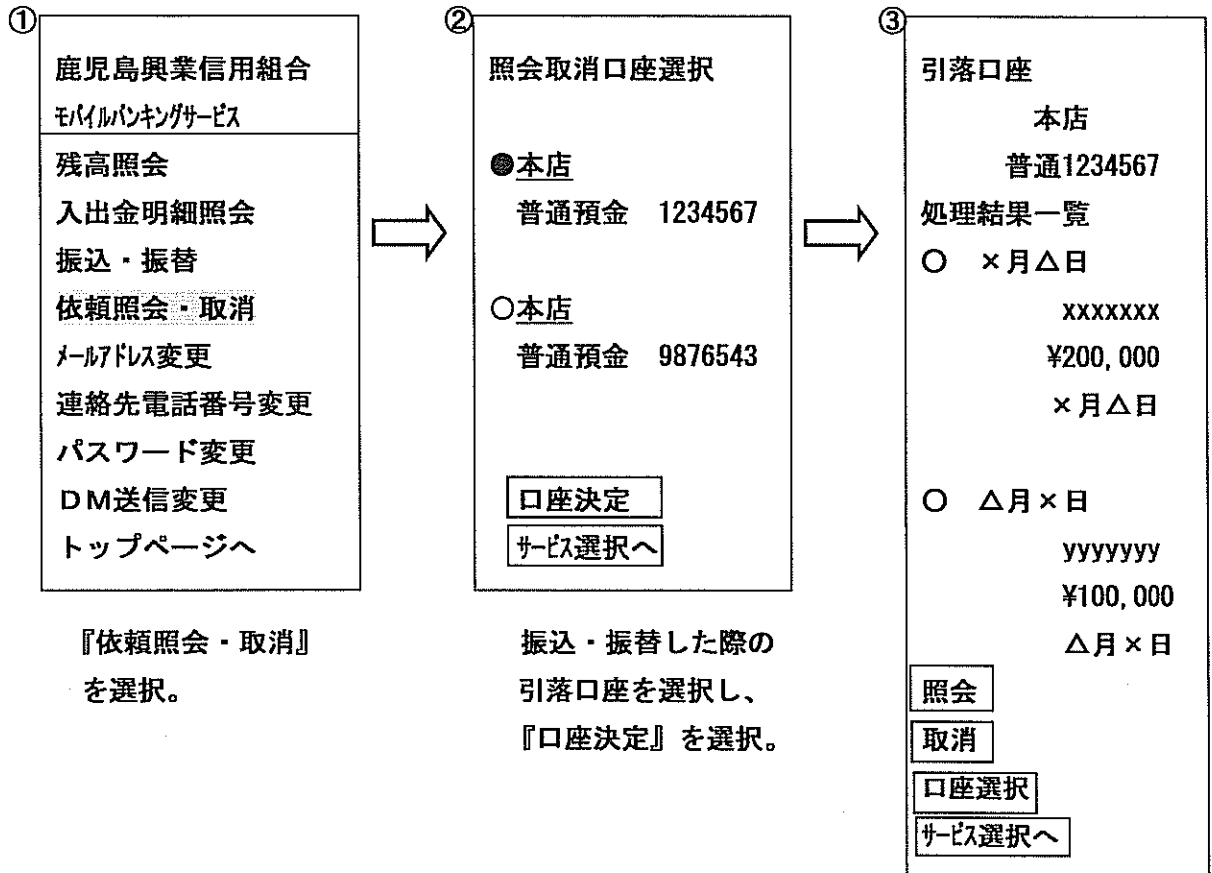 ①
鹿児島興業信用組合
ﾓﾊﾞｲﾙﾊﾞﾝｷﾝｸﾞｻｰﾋﾞｽ
残高照会
入出金明細照会
振込・振替
依頼照会・取消
ﾒｰﾙｱﾄﾞﾚｽ変更
連絡先電話番号変更
パスワード変更
ＤＭ送信変更
トップページへ
『依頼照会・取消』
を選択。
②
照会取消口座選択
●本店
普通預金 1234567
○本店
普通預金 9876543
口座決定
ｻｰﾋﾞｽ選択へ
振込・振替した際の
引落口座を選択し、
『口座決定』を選択。
③
引落口座
本店
普通1234567
処理結果一覧
○ ×月△日
xxxxxxx
¥200,000
×月△日
○ △月×日
yyyyyyy
¥100,000
△月×日
照会
取消
口座選択
ｻｰﾋﾞｽ選択へ